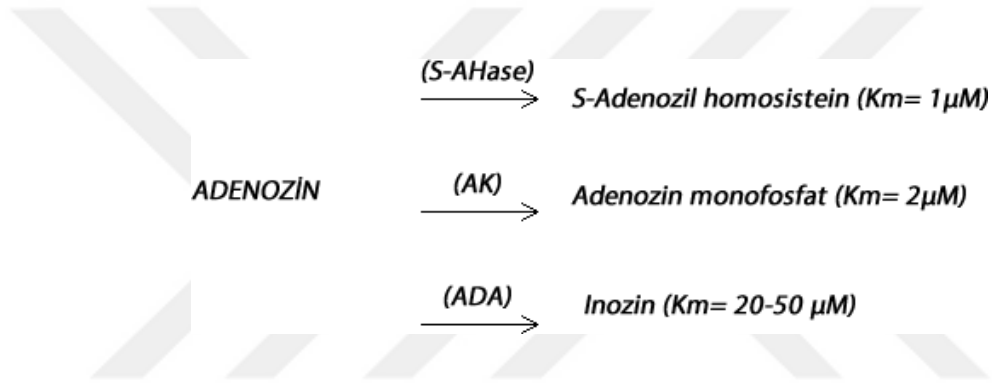 (S-AHase)
S-Adenozil homosistein (Km= 1µM)
ADENOZİN
(AK)
Adenozin monofosfat (Km= 2µM)
(ADA)
Inozin (Km= 20-50 µM)